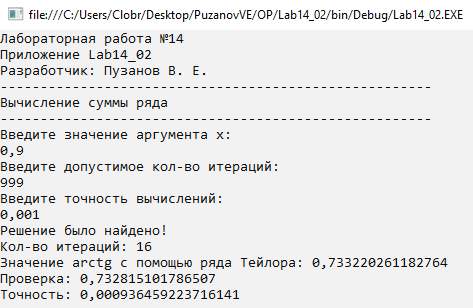 file:///C:/Users/Clobr/Desktop/PuzanovVE/OP/Lab14_02/bin/Debug/Lab14_02.EXE
Лабораторная работа №14
Приложение Lab14_02
Разработчик: Пузанов В. Е.
------------------------------------------------------
Вычисление суммы ряда
------------------------------------------------------
Введите значение аргумента x:
0,9
Введите допустимое кол-во итераций:
999
Введите точность вычислений:
0,001
Решение было найдено!
Кол-во итераций: 16
Значение arctg с помощью ряда Тейлора: 0,733220261182764
Проверка: 0,732815101786507
Точность: 0,000936459223716141